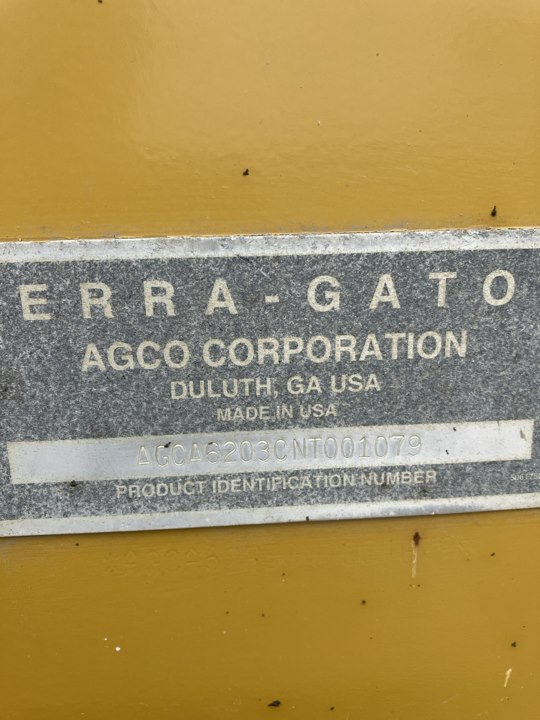 ERRA-GATO
AGCO CORPORATION
DULUTH, GA USA
MADE IN USA
AGCA6203CNT001079
PRODUCT IDENTIFICATION NUMBER